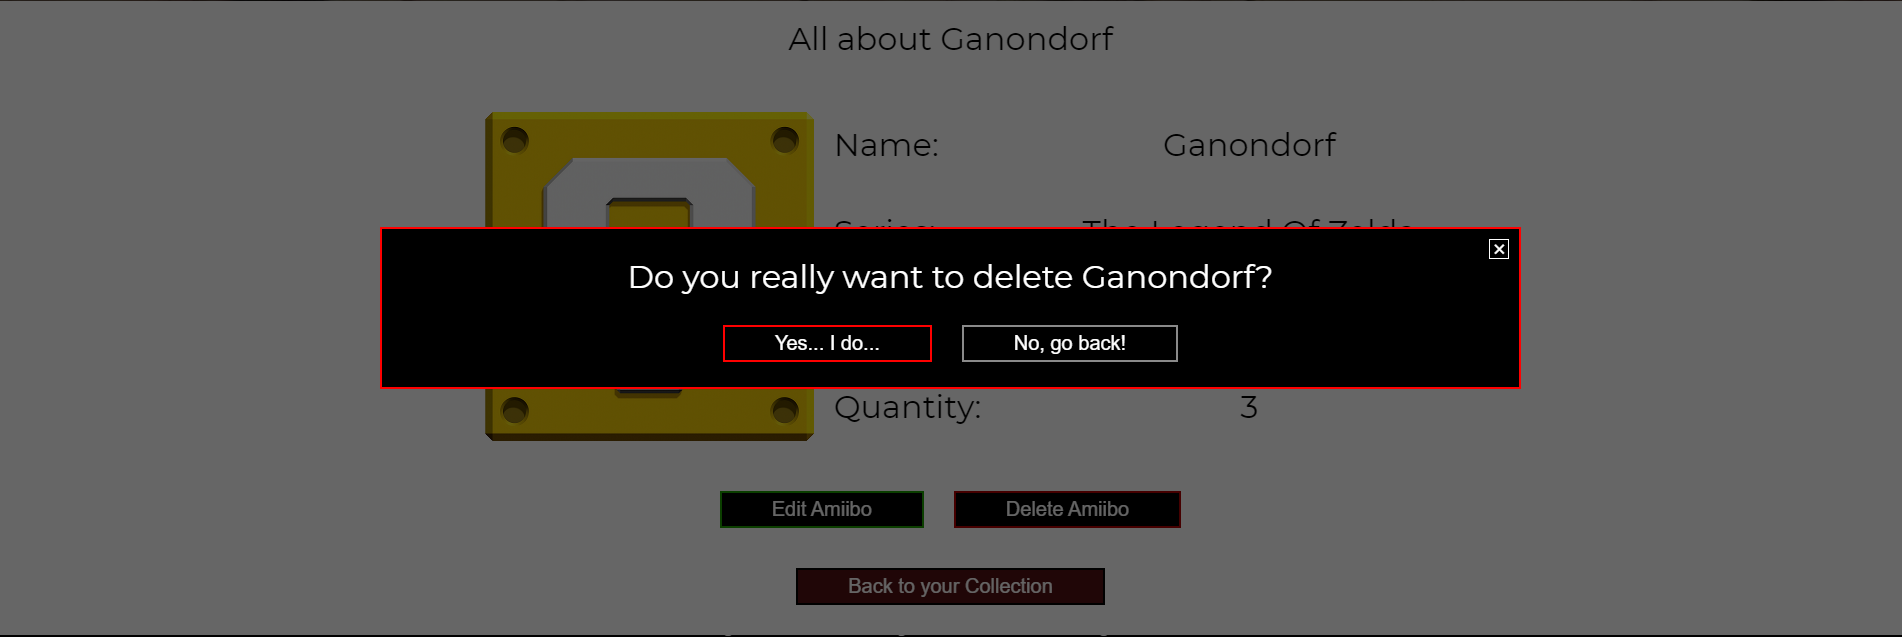 All about Ganondorf
Name: Ganondorf
Series: The Legend Of Zelda
Do you really want to delete Ganondorf?
Yes... I do...
No, go back!
Quantity: 3
Edit Amiibo
Delete Amiibo
Back to your Collection